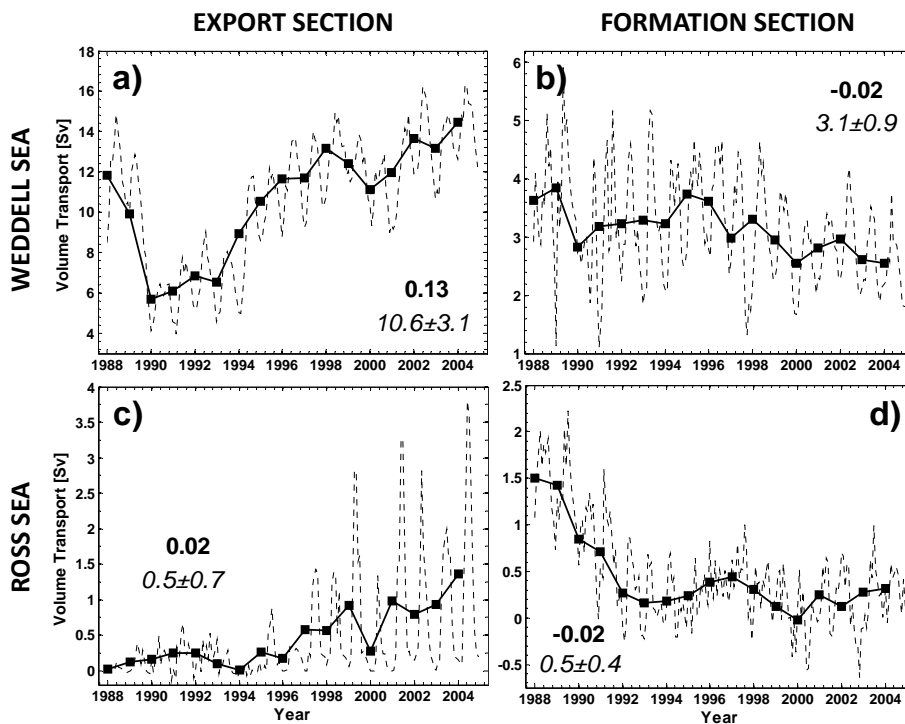 EXPORT SECTION
FORMATION SECTION
WEDDELL SEA
ROSS SEA
a)
Volume Transport [Sv]
18
16
14
12
10
8
6
4
0.13
10.6±3.1
1988 1990 1992 1994 1996 1998 2000 2002 2004
b)
6
5
4
3
2
1
-0.02
3.1±0.9
1988 1990 1992 1994 1996 1998 2000 2002 2004
c)
Volume Transport [Sv]
4
3.5
3
2.5
2
1.5
1
0.5
0
0.02
0.5±0.7
1988 1990 1992 1994 1996 1998 2000 2002 2004
Year
d)
2.5
2
1.5
1
0.5
0
-0.5
-0.02
0.5±0.4
1988 1990 1992 1994 1996 1998 2000 2002 2004
Year